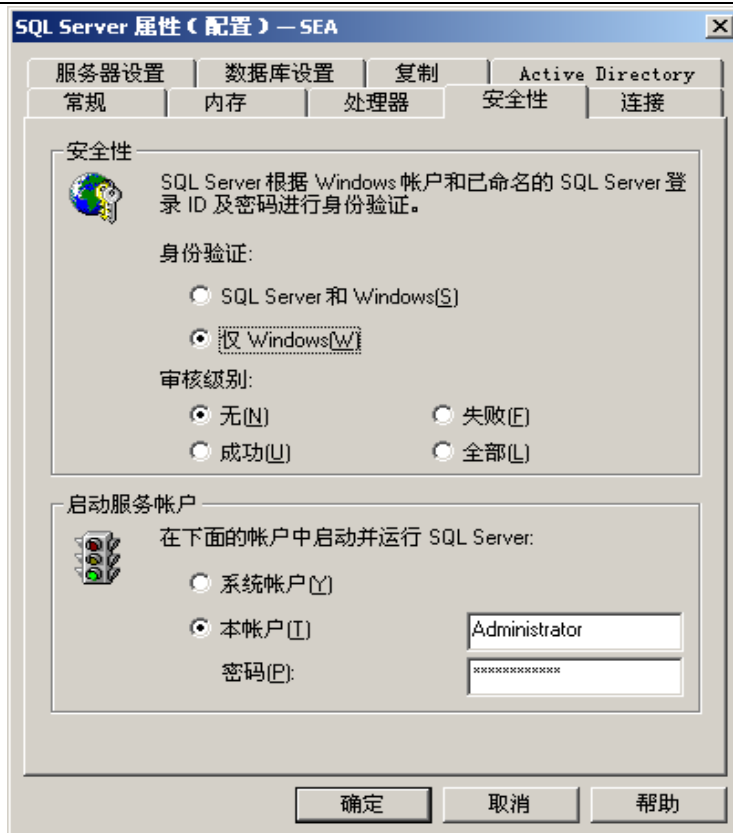 SQL Server 属性（配置）— SEA
服务器设置 数据库设置 复制 Active Directory
常规 内存 处理器 安全性 连接
安全性
SQL Server 根据 Windows 帐户和已命名的 SQL Server 登
录 ID 及密码进行身份验证。
身份验证:
SQL Server 和 Windows(S)
仅 Windows(W)
审核级别:
无(N) 失败(F)
成功(U) 全部(L)
启动服务帐户
在下面的帐户中启动并运行 SQL Server:
系统帐户(Y)
本帐户(I) Administrator
密码(P): ************
确定 取消 帮助